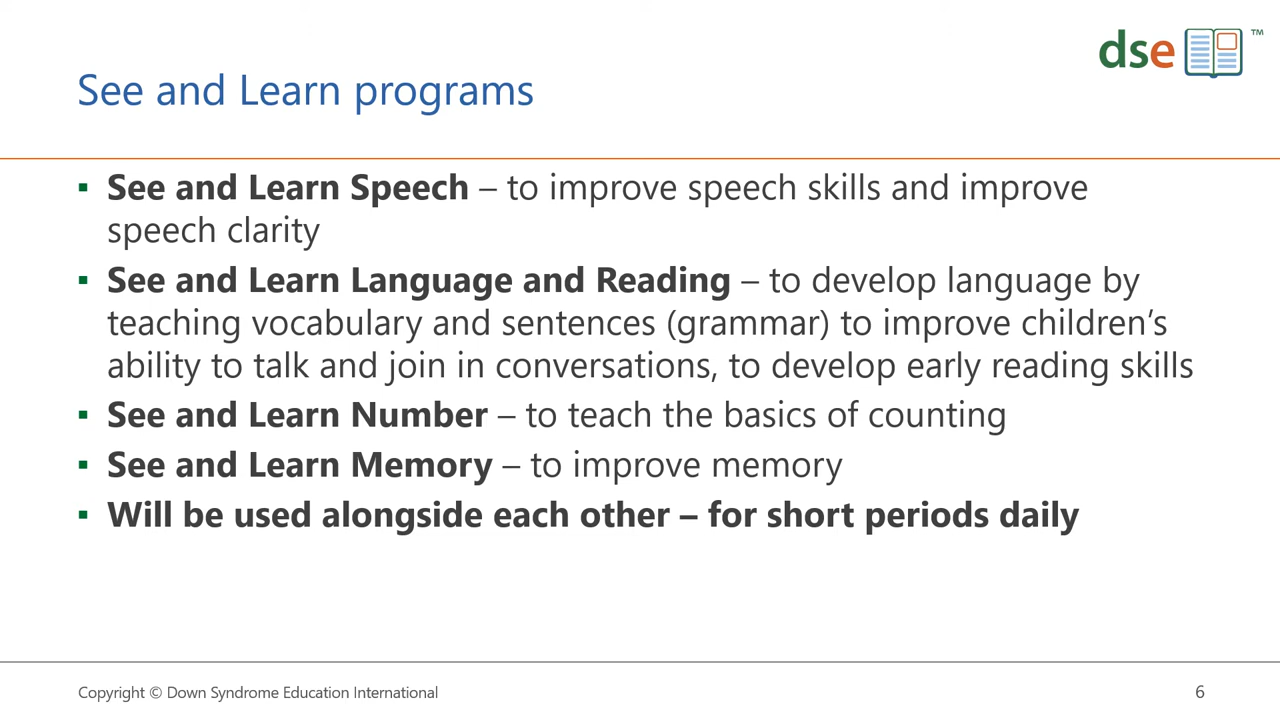 dse ™
See and Learn programs
▪ See and Learn Speech – to improve speech skills and improve
speech clarity
▪ See and Learn Language and Reading – to develop language by
teaching vocabulary and sentences (grammar) to improve children’s
ability to talk and join in conversations, to develop early reading skills
▪ See and Learn Number – to teach the basics of counting
▪ See and Learn Memory – to improve memory
▪ Will be used alongside each other – for short periods daily
Copyright © Down Syndrome Education International
6